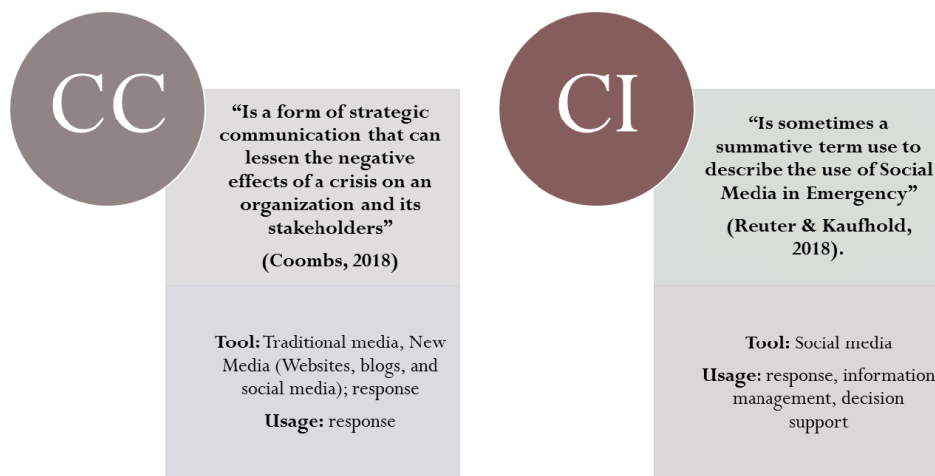 CC
“Is a form of strategic
communication that can
lessen the negative
effects of a crisis on an
organization and its
stakeholders”
(Coombs, 2018)
Tool: Traditional media, New
Media (Websites, blogs, and
social media); response
Usage: response
CI
“Is sometimes a
summative term use to
describe the use of Social
Media in Emergency”
(Reuter & Kaufhold,
2018).
Tool: Social media
Usage: response, information
management, decision
support